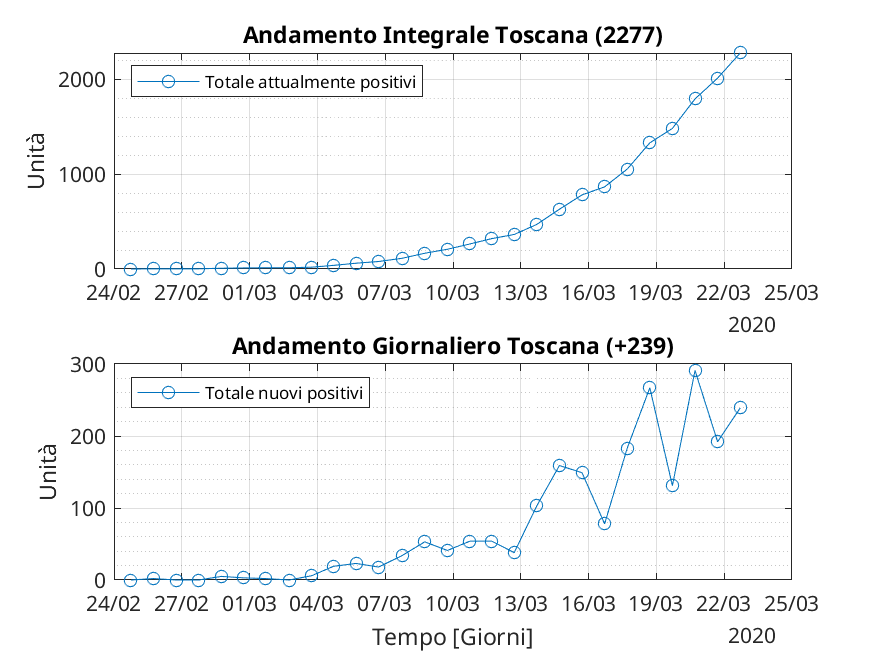 Andamento Integrale Toscana (2277)
Totale attualmente positivi
2000
1000
0
Unità
24/02 27/02 01/03 04/03 07/03 10/03 13/03 16/03 19/03 22/03 25/03
2020
Andamento Giornaliero Toscana (+239)
Totale nuovi positivi
300
200
100
0
Unità
24/02 27/02 01/03 04/03 07/03 10/03 13/03 16/03 19/03 22/03 25/03
Tempo [Giorni]
2020